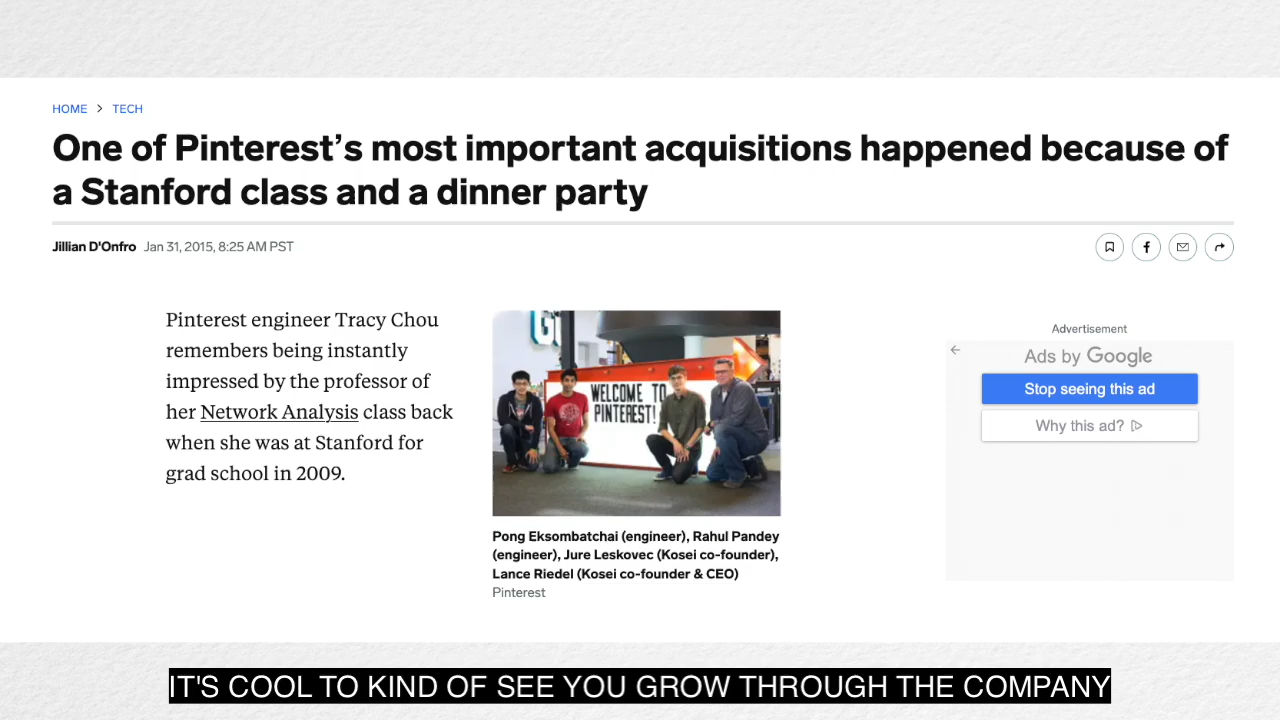 HOME > TECH
One of Pinterest’s most important acquisitions happened because of
a Stanford class and a dinner party
Jillian D'Onfro Jan 31, 2015, 8:25 AM PST
Pinterest engineer Tracy Chou
remembers being instantly
impressed by the professor of
her Network Analysis class back
when she was at Stanford for
grad school in 2009.
WELCOME TO
PINTEREST!
Pong Eksombatchai (engineer), Rahul Pandey
(engineer), Jure Leskovec (Kosei co-founder),
Lance Riedel (Kosei co-founder & CEO)
Pinterest
Advertisement
Ads by Google
Stop seeing this ad
Why this ad?
IT'S COOL TO KIND OF SEE YOU GROW THROUGH THE COMPANY